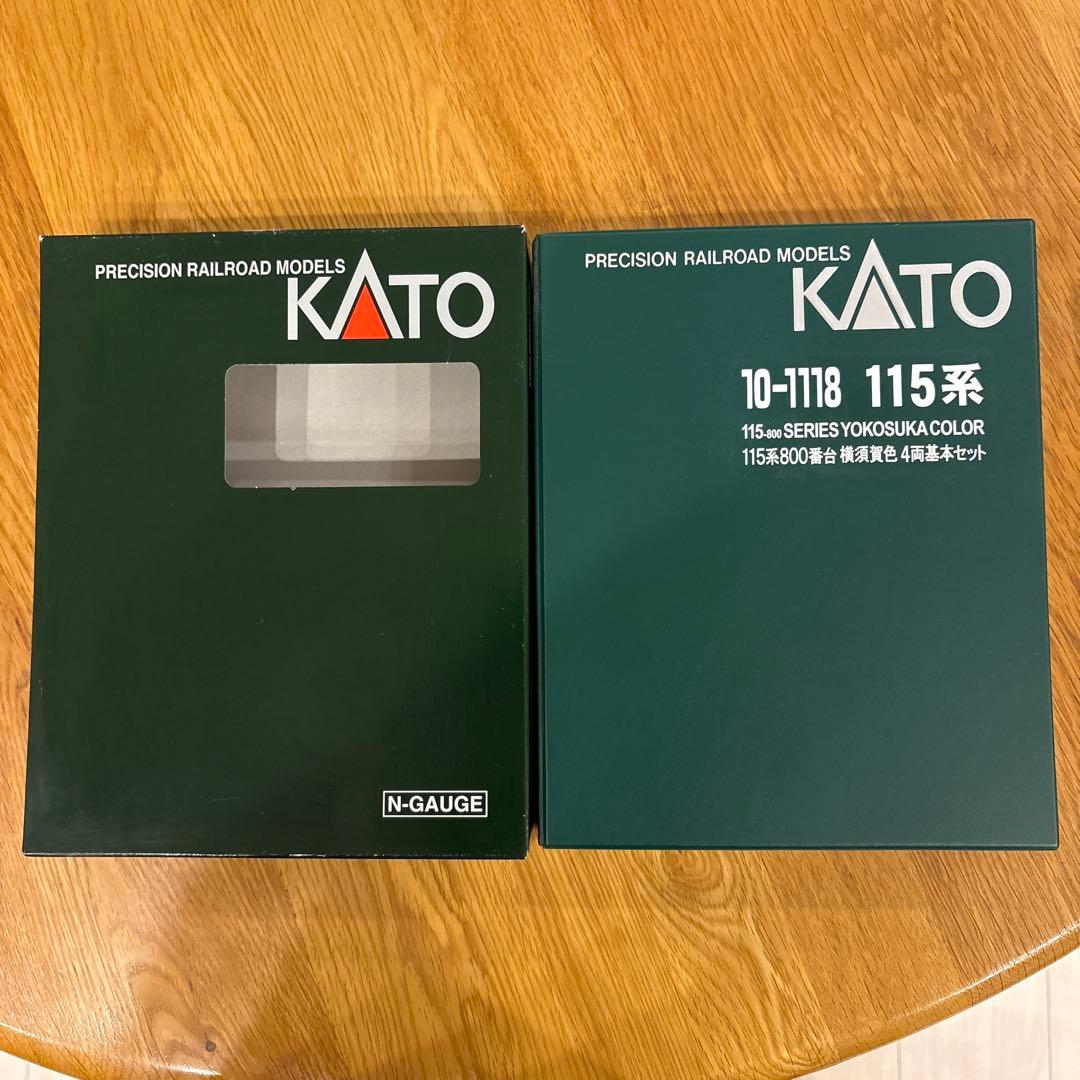 PRECISION RAILROAD MODELS
KATO
N-GAUGE
PRECISION RAILROAD MODELS
KATO
10-1118 115系
115-800 SERIES YOKOSUKA COLOR
115系800番台 横須賀色 4両基本セット